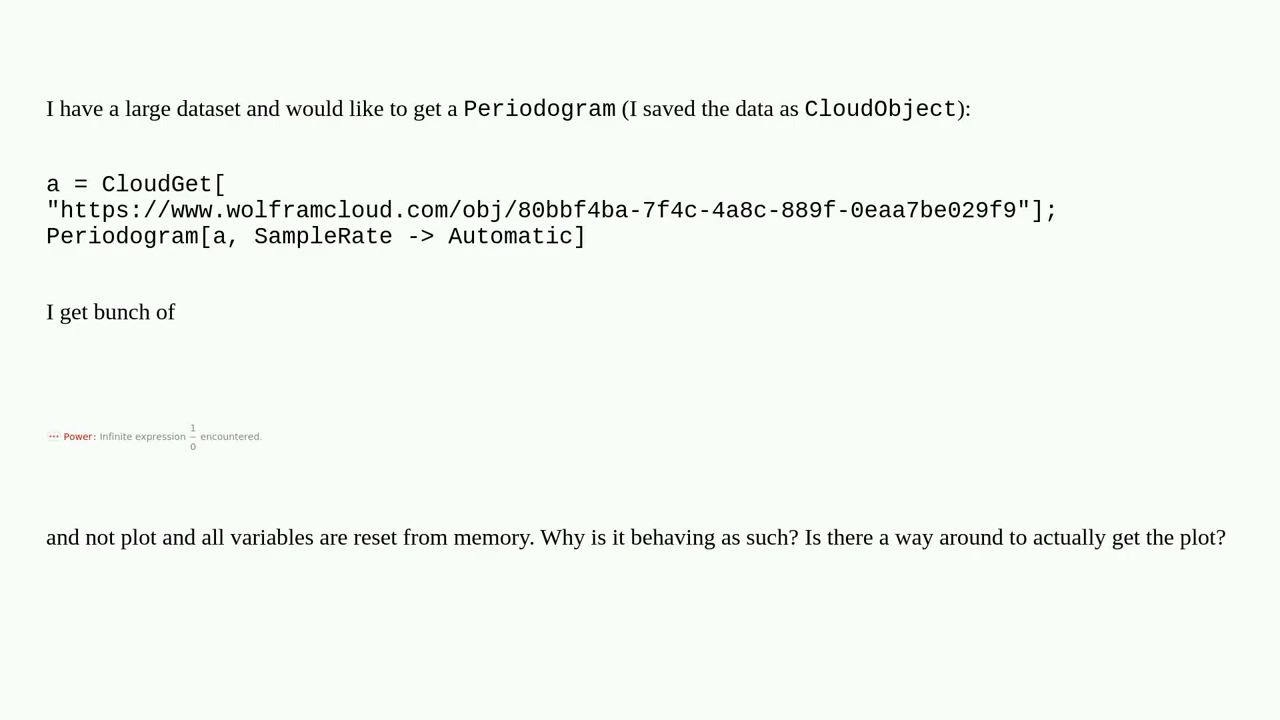 I have a large dataset and would like to get a Periodogram (I saved the data as CloudObject):
a = CloudGet[
"https://www.wolframcloud.com/obj/80bbf4ba-7f4c-4a8c-889f-0eaa7be029f9"];
Periodogram[a, SampleRate -> Automatic]
I get bunch of
··· Power: Infinite expression 1/0 encountered.
and not plot and all variables are reset from memory. Why is it behaving as such? Is there a way around to actually get the plot?